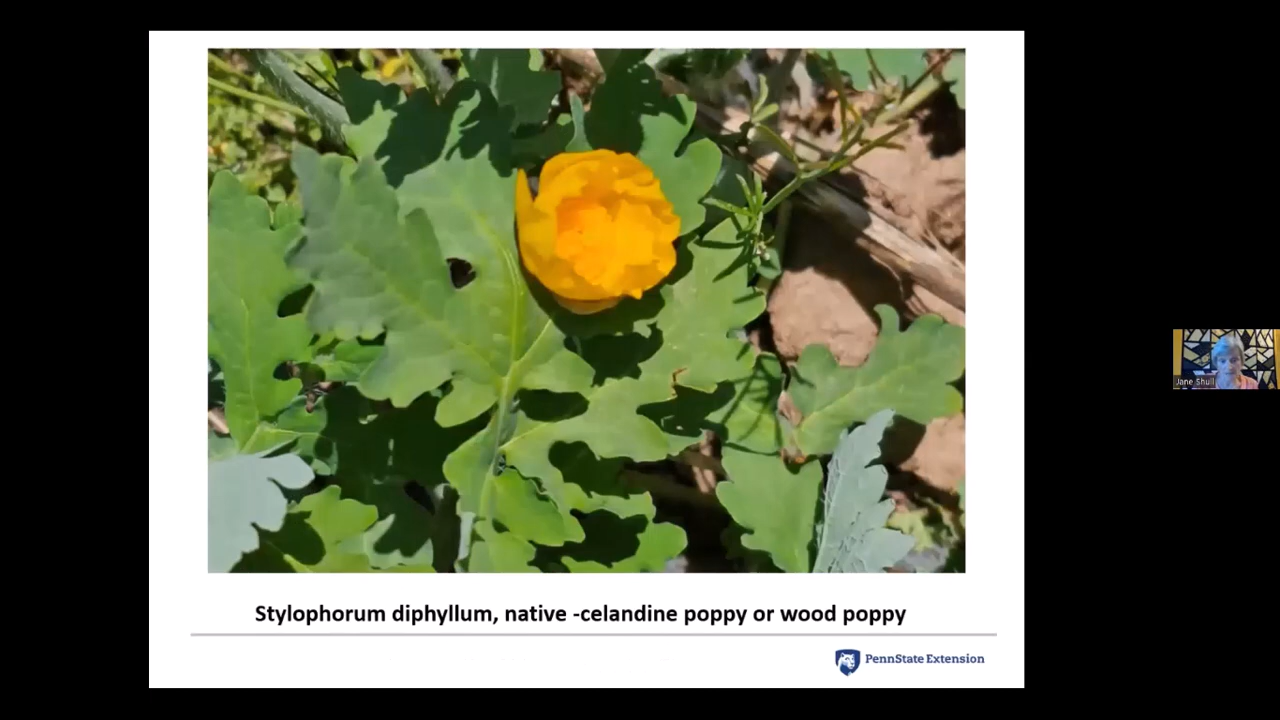 Stylophorum diphyllum, native -celandine poppy or wood poppy
PennState Extension
Jane Shull